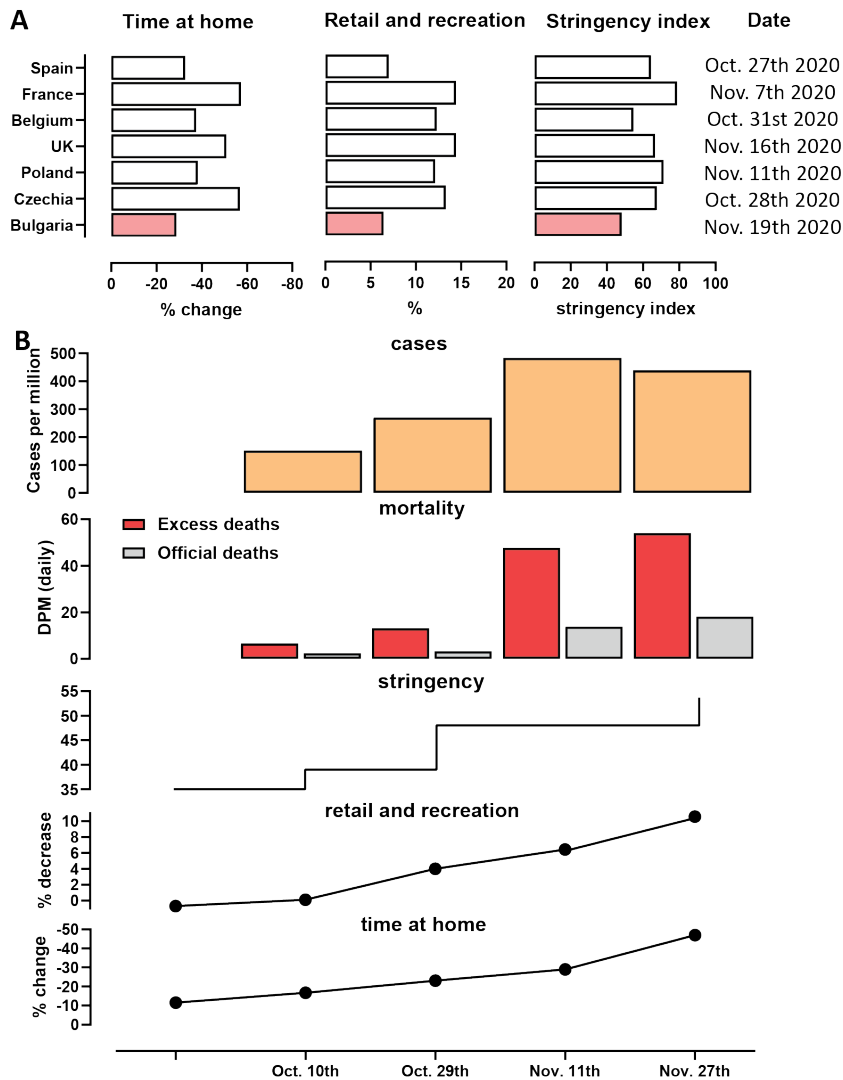 A
Time at home
Retail and recreation
Stringency index
Date
Spain
Oct. 27th 2020
France
Nov. 7th 2020
Belgium
Oct. 31st 2020
UK
Nov. 16th 2020
Poland
Nov. 11th 2020
Czechia
Oct. 28th 2020
Bulgaria
Nov. 19th 2020
0 -20 -40 -60 -80
0 5 10 15 20
0 20 40 60 80 100
% change
%
stringency index
B
cases
Cases per million
500
400
300
200
100
0
mortality
DPM (daily)
60
40
20
0
Excess deaths
Official deaths
stringency
55
50
45
40
35
retail and recreation
% decrease
10
8
6
4
2
0
time at home
% change
-50
-40
-30
-20
-10
0
Oct. 10th Oct. 29th Nov. 11th Nov. 27th